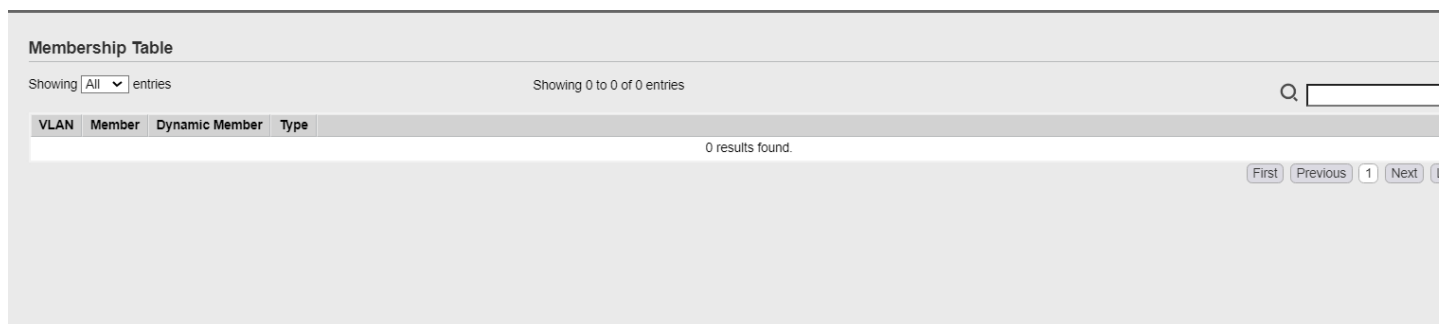 Membership Table
Showing All entries
Showing 0 to 0 of 0 entries
VLAN Member Dynamic Member Type
0 results found.
First Previous 1 Next